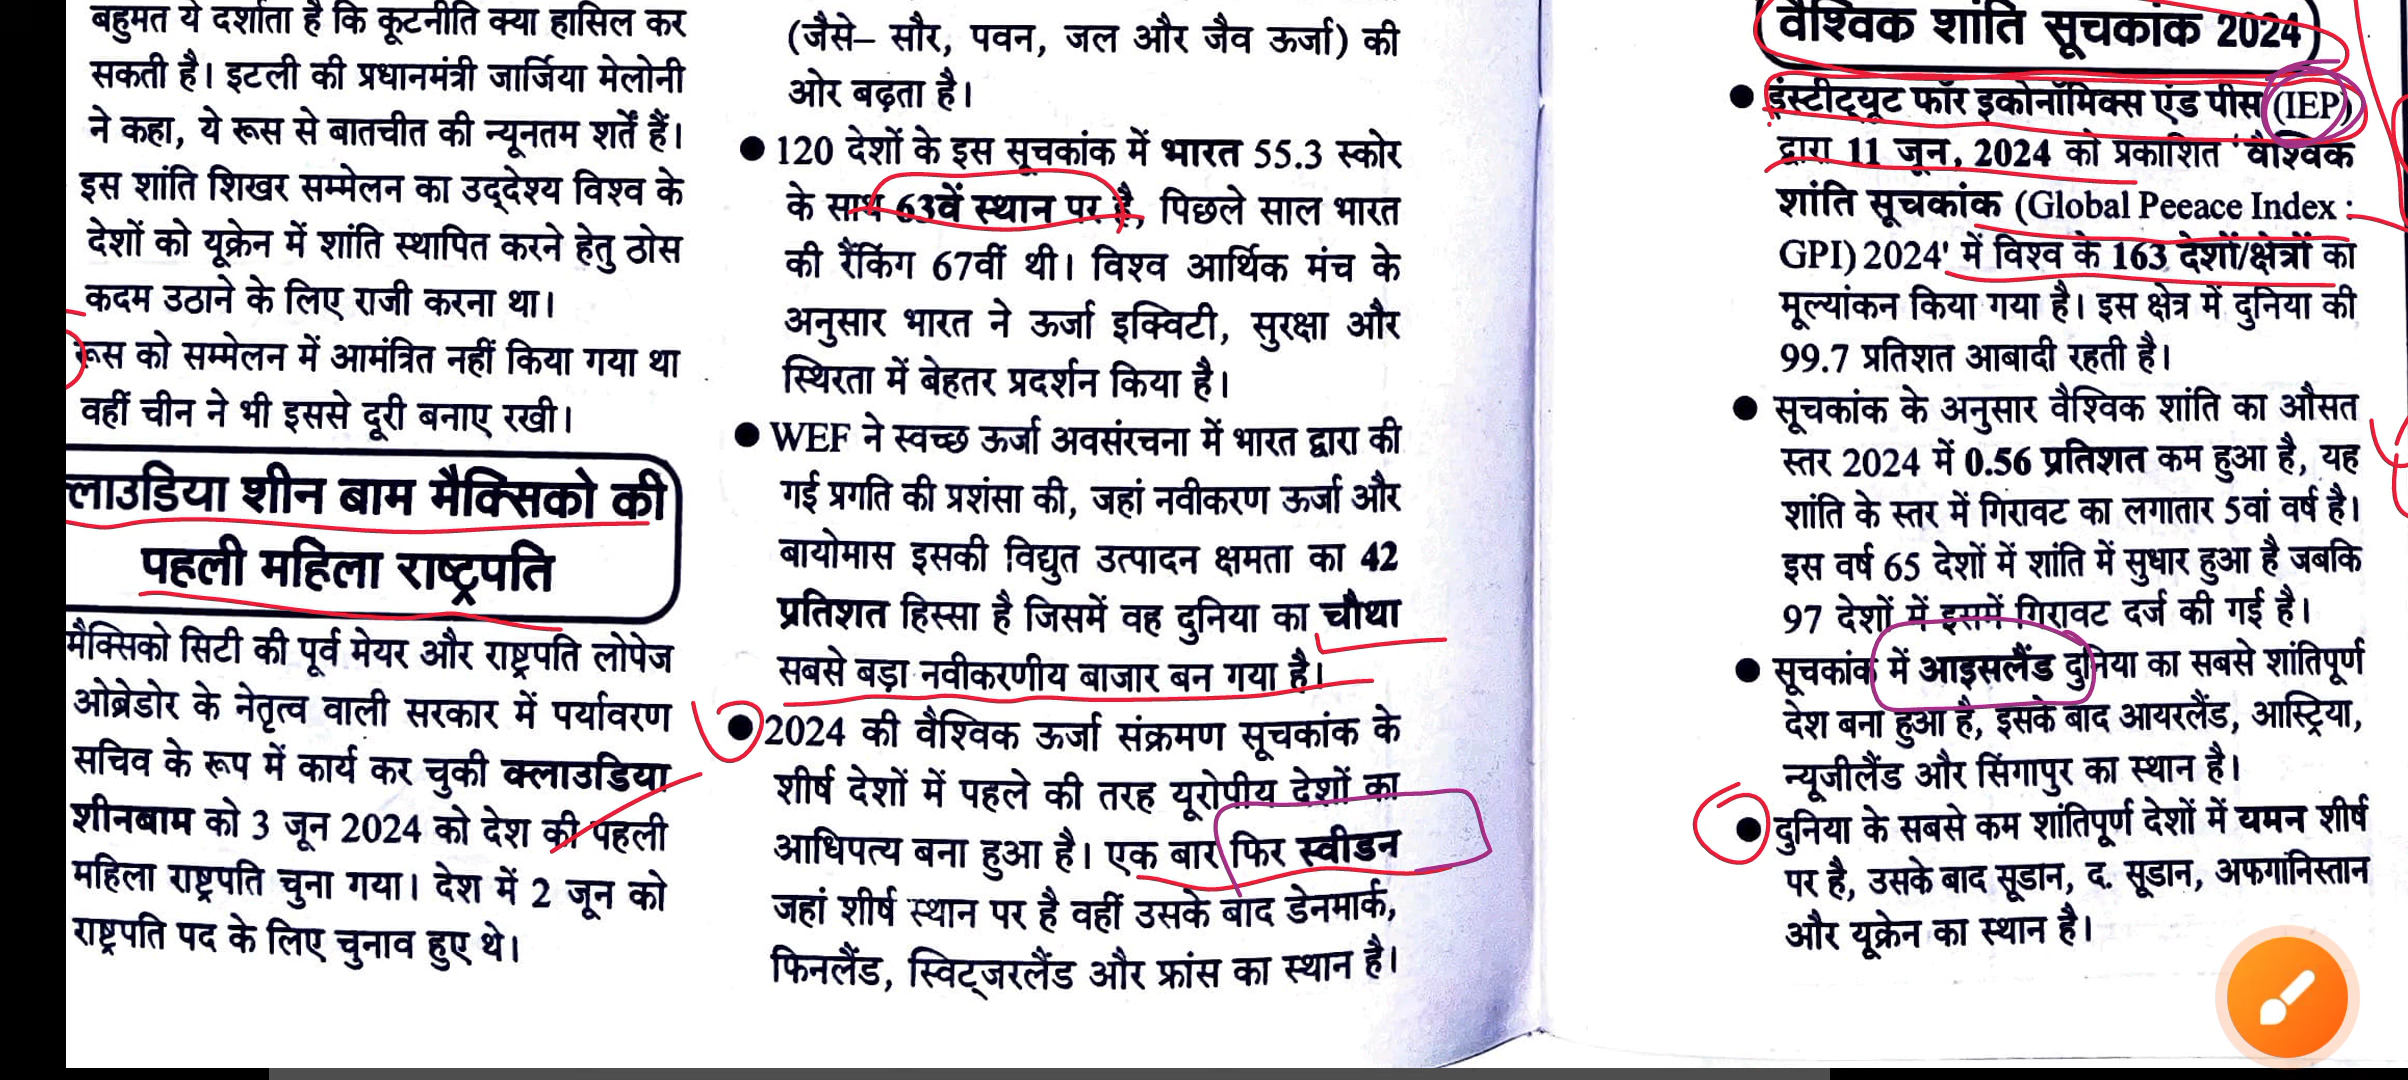 बहुमत ये दर्शाता है कि कूटनीति क्या हासिल कर
सकती है। इटली की प्रधानमंत्री जार्जिया मेलोनी
ने कहा, ये रूस से बातचीत की न्यूनतम शर्तें हैं।
इस शांति शिखर सम्मेलन का उद्देश्य विश्व के
देशों को यूक्रेन में शांति स्थापित करने हेतु ठोस
कदम उठाने के लिए राजी करना था।
रूस को सम्मेलन में आमंत्रित नहीं किया गया था
वहीं चीन ने भी इससे दूरी बनाए रखी।
लाउडिया शीन बाम मैक्सिको की
पहली महिला राष्ट्रपति
मैक्सिको सिटी की पूर्व मेयर और राष्ट्रपति लोपेज
ओब्रेडोर के नेतृत्व वाली सरकार में पर्यावरण
सचिव के रूप में कार्य कर चुकी क्लाउडिया
शीनबाम को 3 जून 2024 को देश की पहली
महिला राष्ट्रपति चुना गया। देश में 2 जून को
राष्ट्रपति पद के लिए चुनाव हुए थे।
(जैसे– सौर, पवन, जल और जैव ऊर्जा) की
ओर बढ़ता है।
● 120 देशों के इस सूचकांक में भारत 55.3 स्कोर
के साथ 63वें स्थान पर है, पिछले साल भारत
की रैंकिंग 67वीं थी। विश्व आर्थिक मंच के
अनुसार भारत ने ऊर्जा इक्विटी, सुरक्षा और
स्थिरता में बेहतर प्रदर्शन किया है।
● WEF ने स्वच्छ ऊर्जा अवसंरचना में भारत द्वारा की
गई प्रगति की प्रशंसा की, जहां नवीकरण ऊर्जा और
बायोमास इसकी विद्युत उत्पादन क्षमता का 42
प्रतिशत हिस्सा है जिसमें वह दुनिया का चौथा
सबसे बड़ा नवीकरणीय बाजार बन गया है।
● 2024 की वैश्विक ऊर्जा संक्रमण सूचकांक के
शीर्ष देशों में पहले की तरह यूरोपीय देशों का
आधिपत्य बना हुआ है। एक बार फिर स्वीडन
जहां शीर्ष स्थान पर है वहीं उसके बाद डेनमार्क,
फिनलैंड, स्विट्जरलैंड और फ्रांस का स्थान है।
वैश्विक शांति सूचकांक 2024
● इंस्टीट्यूट फॉर इकोनॉमिक्स एंड पीस (IEP)
द्वारा 11 जून, 2024 को प्रकाशित 'वैश्विक
शांति सूचकांक (Global Peeace Index :
GPI) 2024' में विश्व के 163 देशों/क्षेत्रों का
मूल्यांकन किया गया है। इस क्षेत्र में दुनिया की
99.7 प्रतिशत आबादी रहती है।
● सूचकांक के अनुसार वैश्विक शांति का औसत
स्तर 2024 में 0.56 प्रतिशत कम हुआ है, यह
शांति के स्तर में गिरावट का लगातार 5वां वर्ष है।
इस वर्ष 65 देशों में शांति में सुधार हुआ है जबकि
97 देशों में इसमें गिरावट दर्ज की गई है।
● सूचकांक में आइसलैंड दुनिया का सबसे शांतिपूर्ण
देश बना हुआ है, इसके बाद आयरलैंड, आस्ट्रिया,
न्यूजीलैंड और सिंगापुर का स्थान है।
● दुनिया के सबसे कम शांतिपूर्ण देशों में यमन शीर्ष
पर है, उसके बाद सूडान, द. सूडान, अफगानिस्तान
और यूक्रेन का स्थान है।